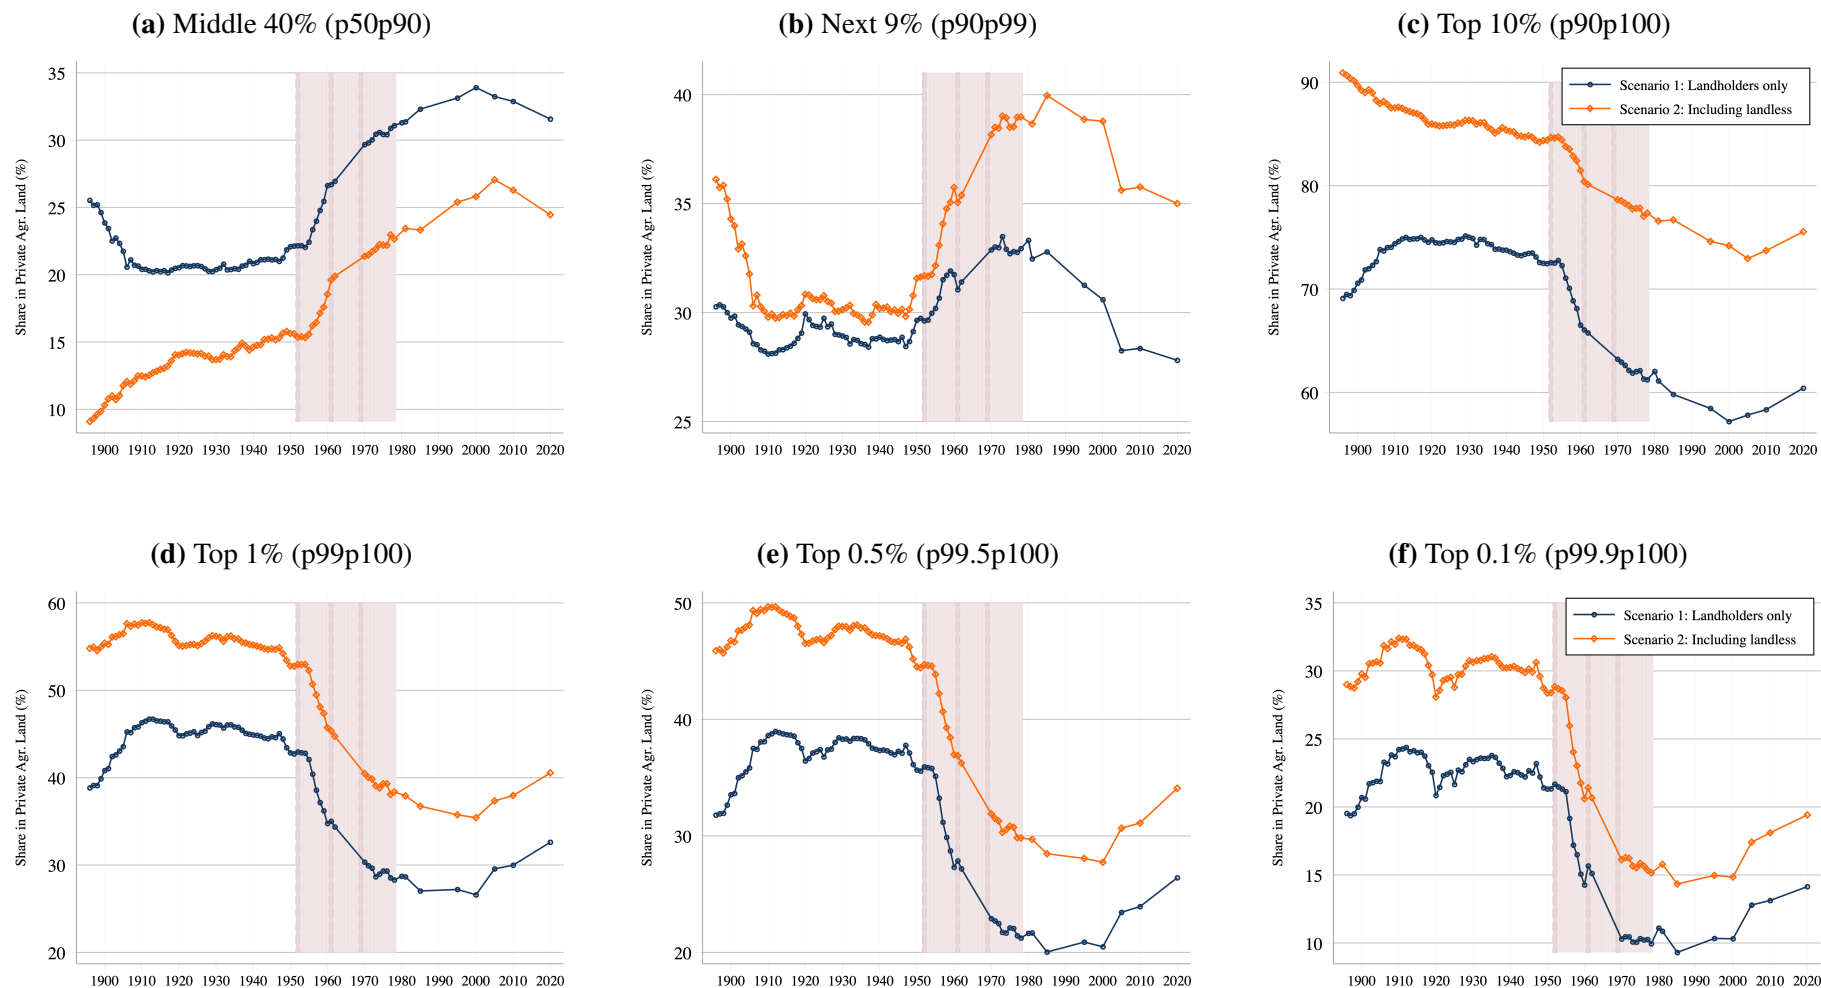 (a) Middle 40% (p50p90)
Share in Private Agr. Land (%)
35
30
25
20
15
10
1900 1910 1920 1930 1940 1950 1960 1970 1980 1990 2000 2010 2020
(b) Next 9% (p90p99)
Share in Private Agr. Land (%)
40
35
30
25
1900 1910 1920 1930 1940 1950 1960 1970 1980 1990 2000 2010 2020
(c) Top 10% (p90p100)
Scenario 1: Landholders only
Scenario 2: Including landless
Share in Private Agr. Land (%)
90
80
70
60
1900 1910 1920 1930 1940 1950 1960 1970 1980 1990 2000 2010 2020
(d) Top 1% (p99p100)
Share in Private Agr. Land (%)
60
50
40
30
20
1900 1910 1920 1930 1940 1950 1960 1970 1980 1990 2000 2010 2020
(e) Top 0.5% (p99.5p100)
Share in Private Agr. Land (%)
50
40
30
20
1900 1910 1920 1930 1940 1950 1960 1970 1980 1990 2000 2010 2020
(f) Top 0.1% (p99.9p100)
Scenario 1: Landholders only
Scenario 2: Including landless
Share in Private Agr. Land (%)
35
30
25
20
15
10
1900 1910 1920 1930 1940 1950 1960 1970 1980 1990 2000 2010 2020